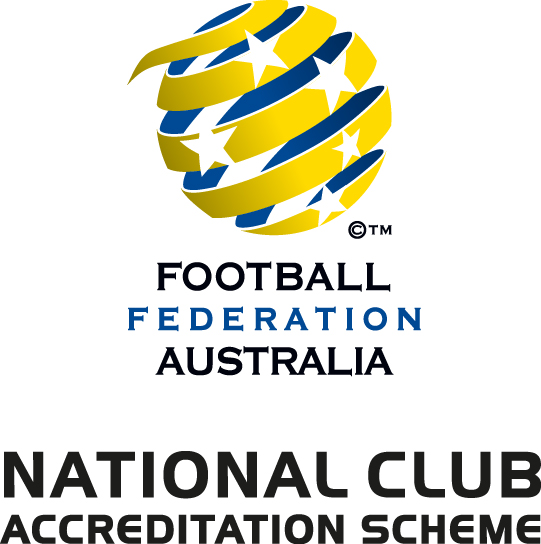 ©™
FOOTBALL
FEDERATION
AUSTRALIA
NATIONAL CLUB
ACCREDITATION SCHEME